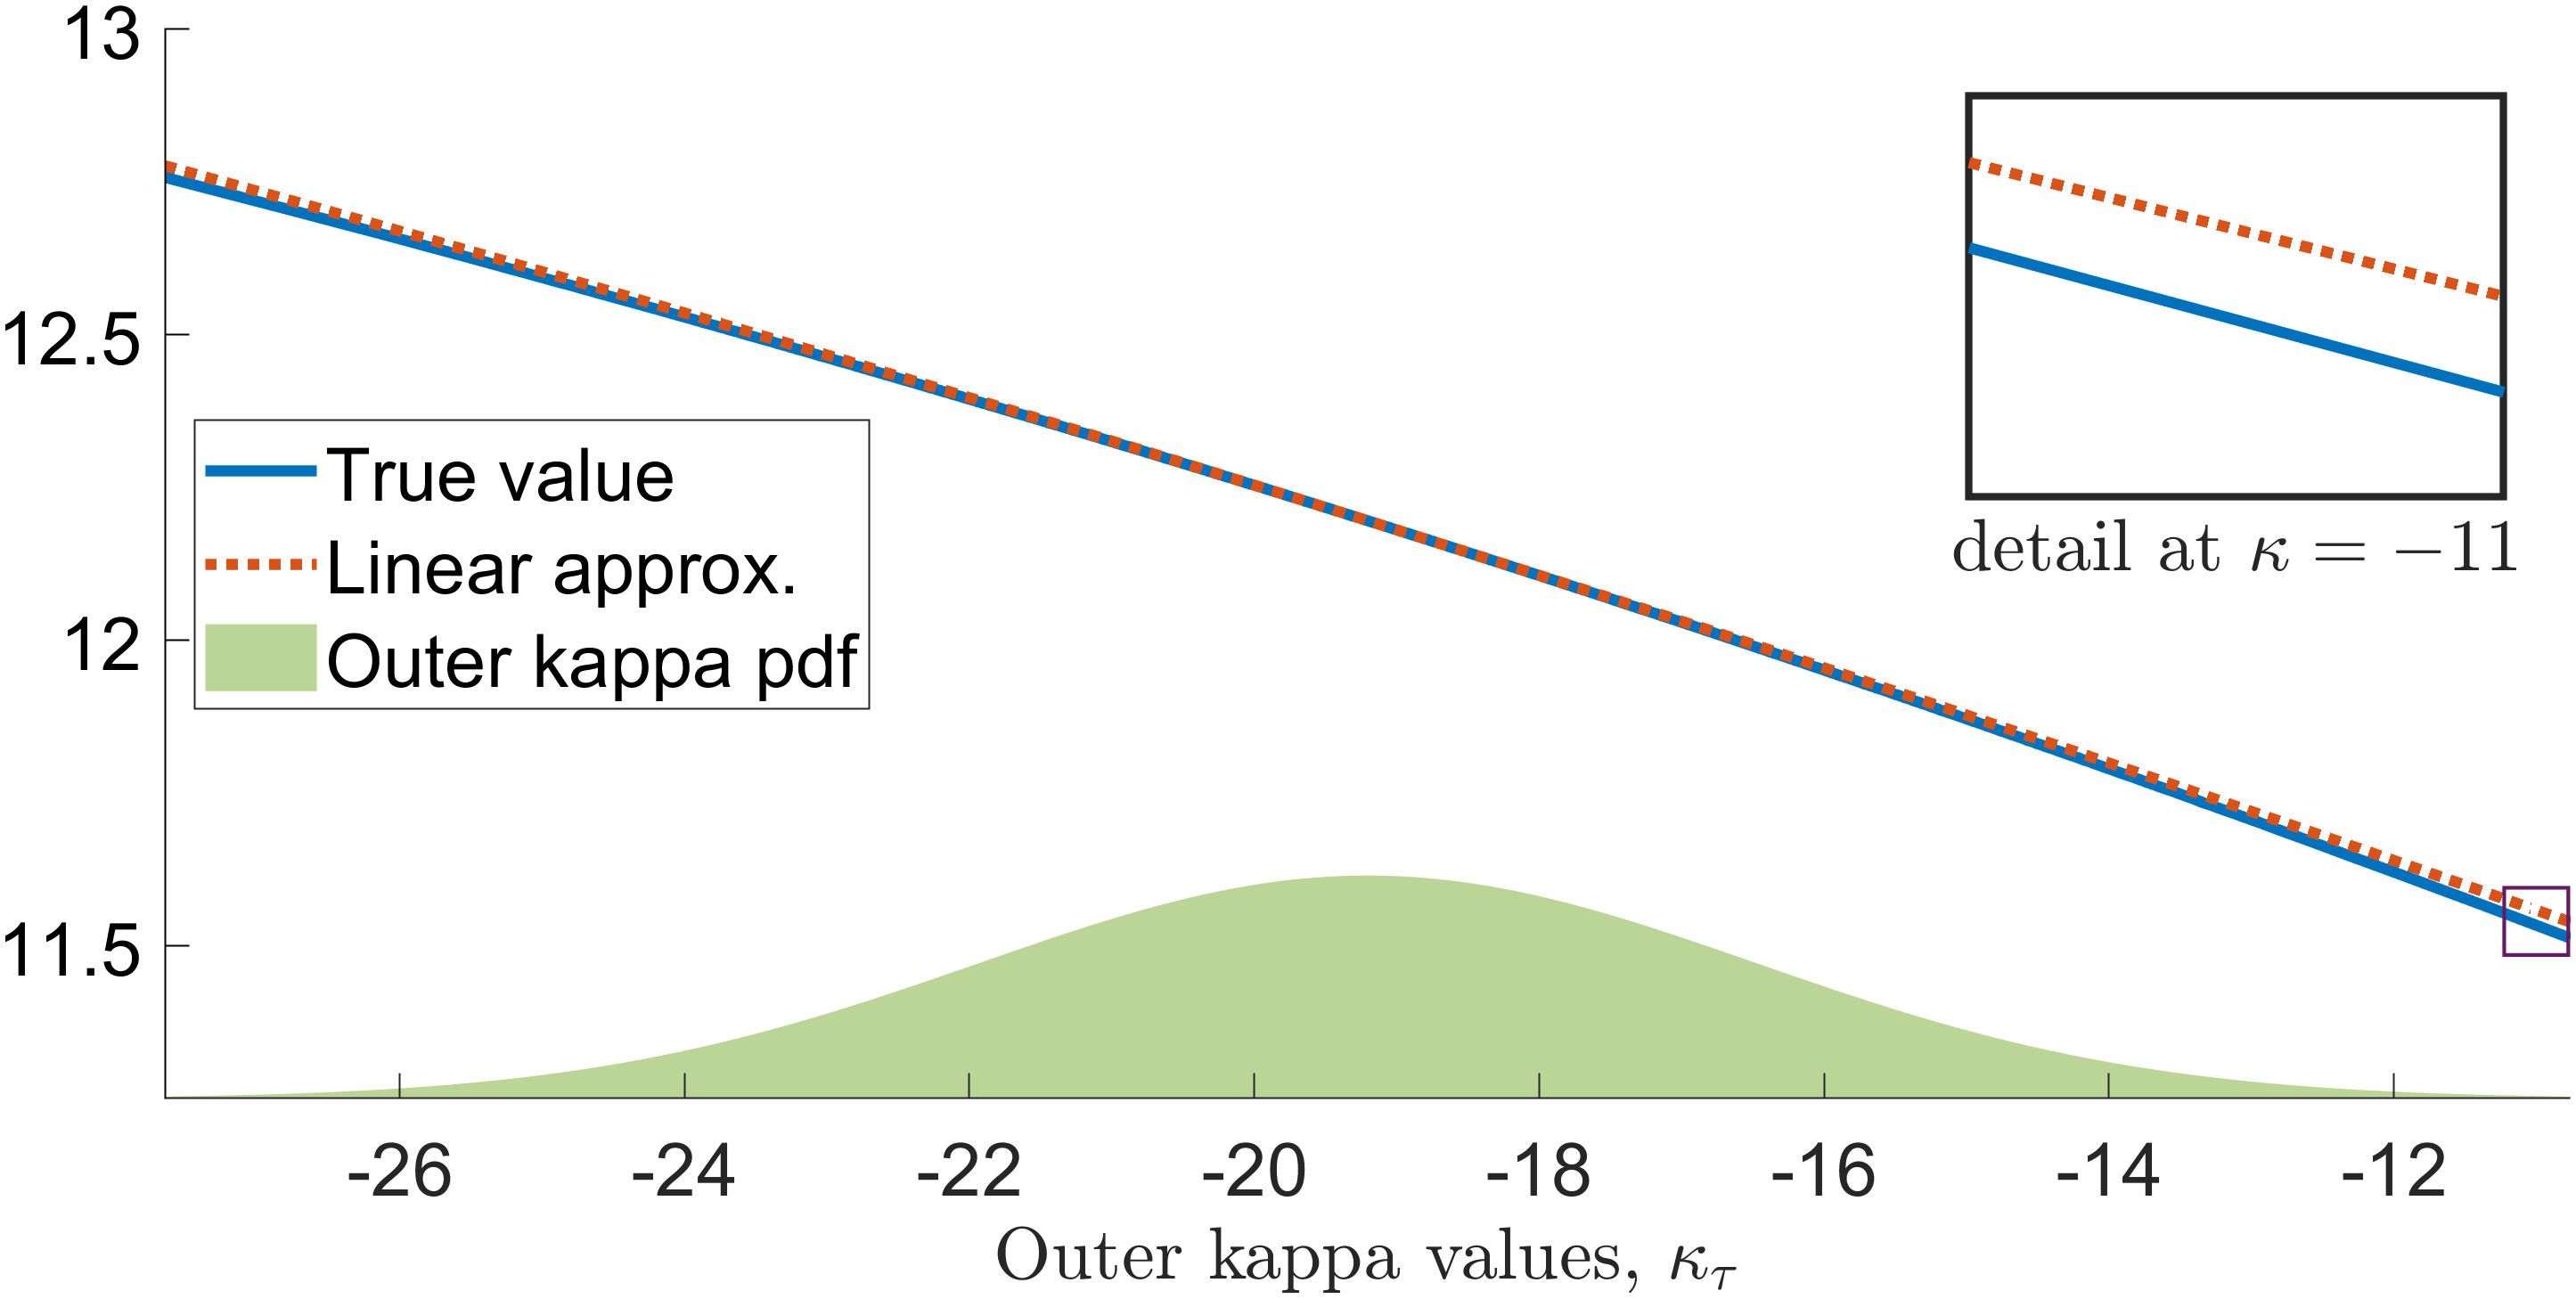 13
12.5
12
11.5
True value
Linear approx.
Outer kappa pdf
detail at κ = −11
-26 -24 -22 -20 -18 -16 -14 -12
Outer kappa values, κτ